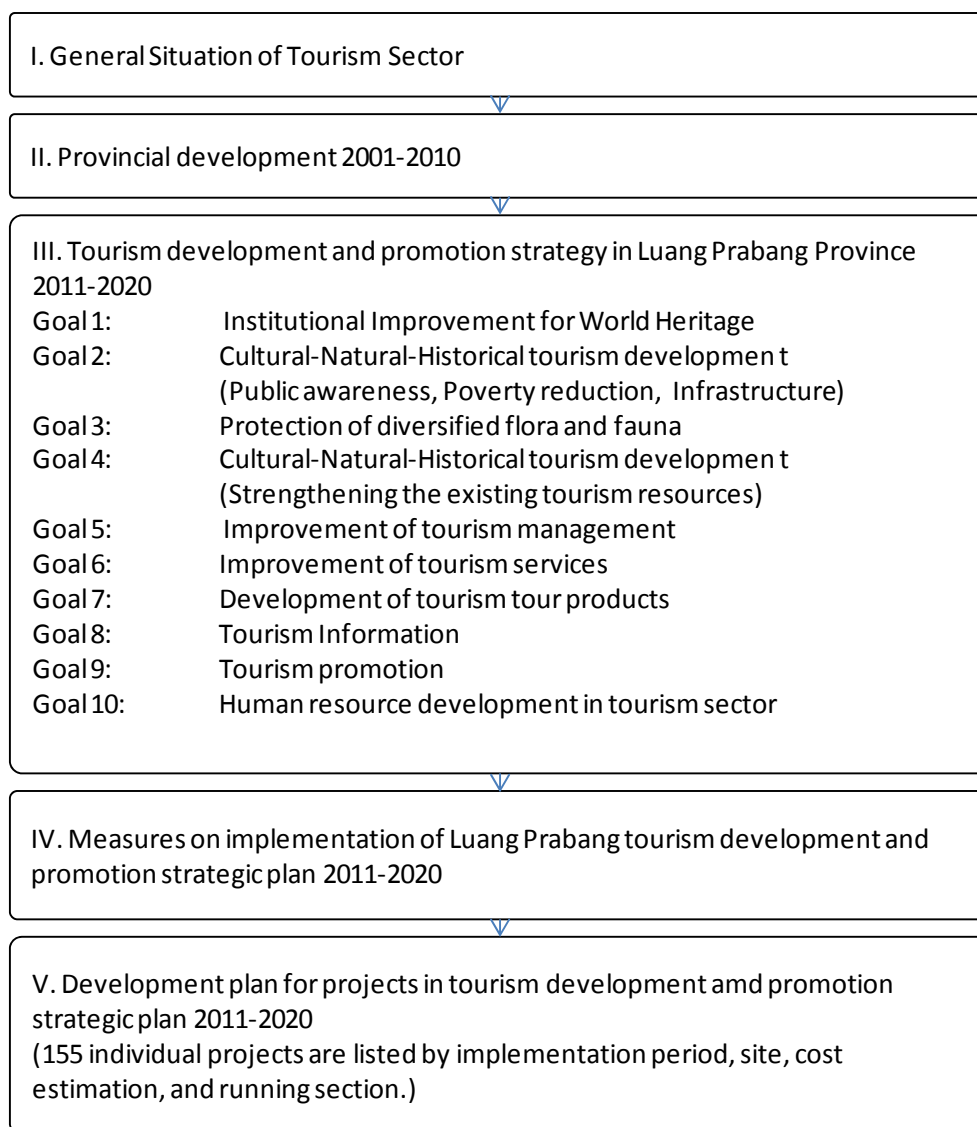 I. General Situation of Tourism Sector
II. Provincial development 2001-2010
III. Tourism development and promotion strategy in Luang Prabang Province
2011-2020
Goal 1: Institutional Improvement for World Heritage
Goal 2: Cultural-Natural-Historical tourism developmen t
(Public awareness, Poverty reduction, Infrastructure)
Goal 3: Protection of diversified flora and fauna
Goal 4: Cultural-Natural-Historical tourism developmen t
(Strengthening the existing tourism resources)
Goal 5: Improvement of tourism management
Goal 6: Improvement of tourism services
Goal 7: Development of tourism tour products
Goal 8: Tourism Information
Goal 9: Tourism promotion
Goal 10: Human resource development in tourism sector
IV. Measures on implementation of Luang Prabang tourism development and
promotion strategic plan 2011-2020
V. Development plan for projects in tourism development amd promotion
strategic plan 2011-2020
(155 individual projects are listed by implementation period, site, cost
estimation, and running section.)